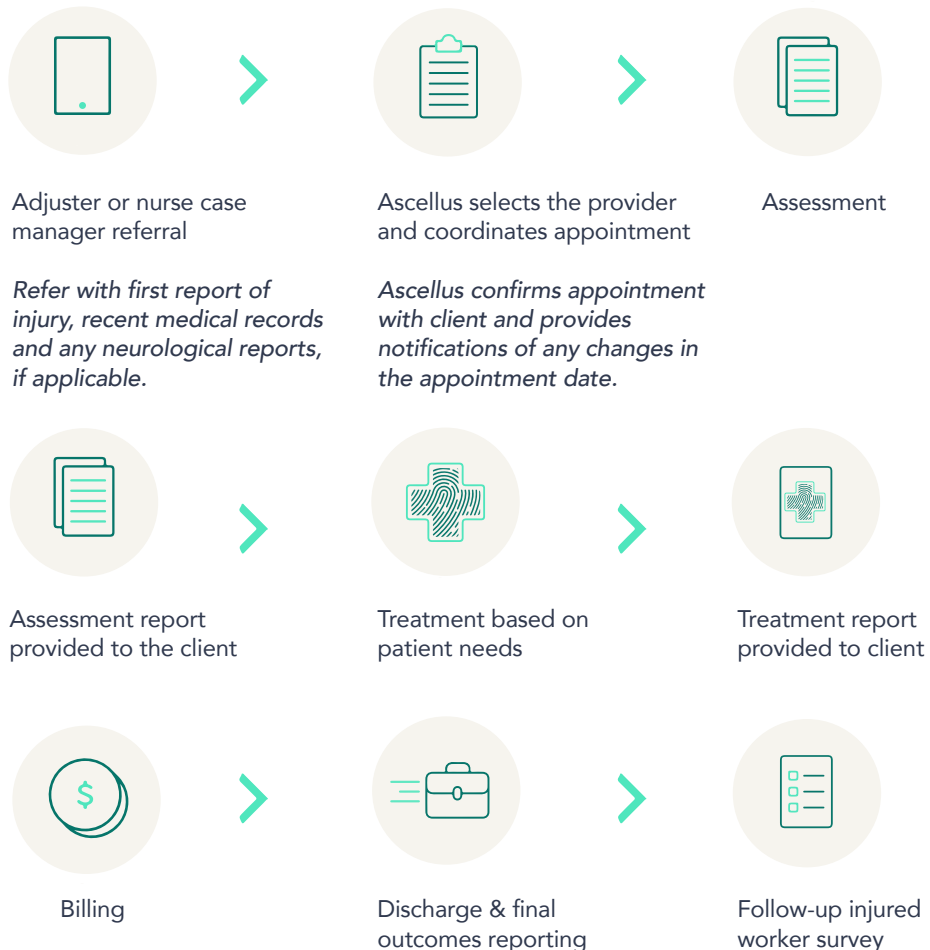 Adjuster or nurse case
manager referral
Refer with first report of
injury, recent medical records
and any neurological reports,
if applicable.
Ascellus selects the provider
and coordinates appointment
Ascellus confirms appointment
with client and provides
notifications of any changes in
the appointment date.
Assessment
Assessment report
provided to the client
Treatment based on
patient needs
Treatment report
provided to client
$
Billing
Discharge & final
outcomes reporting
Follow-up injured
worker survey